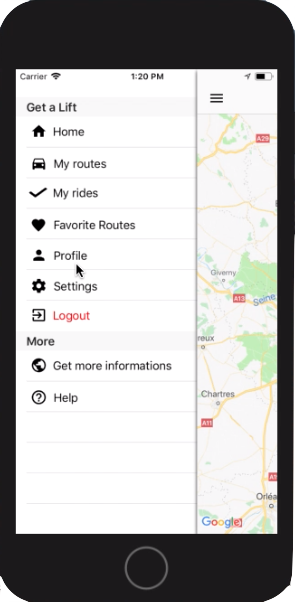 Carrier 1:20 PM
Get a Lift
Home
My routes
My rides
Favorite Routes
Profile
Settings
Logout
More
Get more informations
Help
A29
Giverny
A13
Seine
reux
Chartres
A11
A1
Orléa
Google